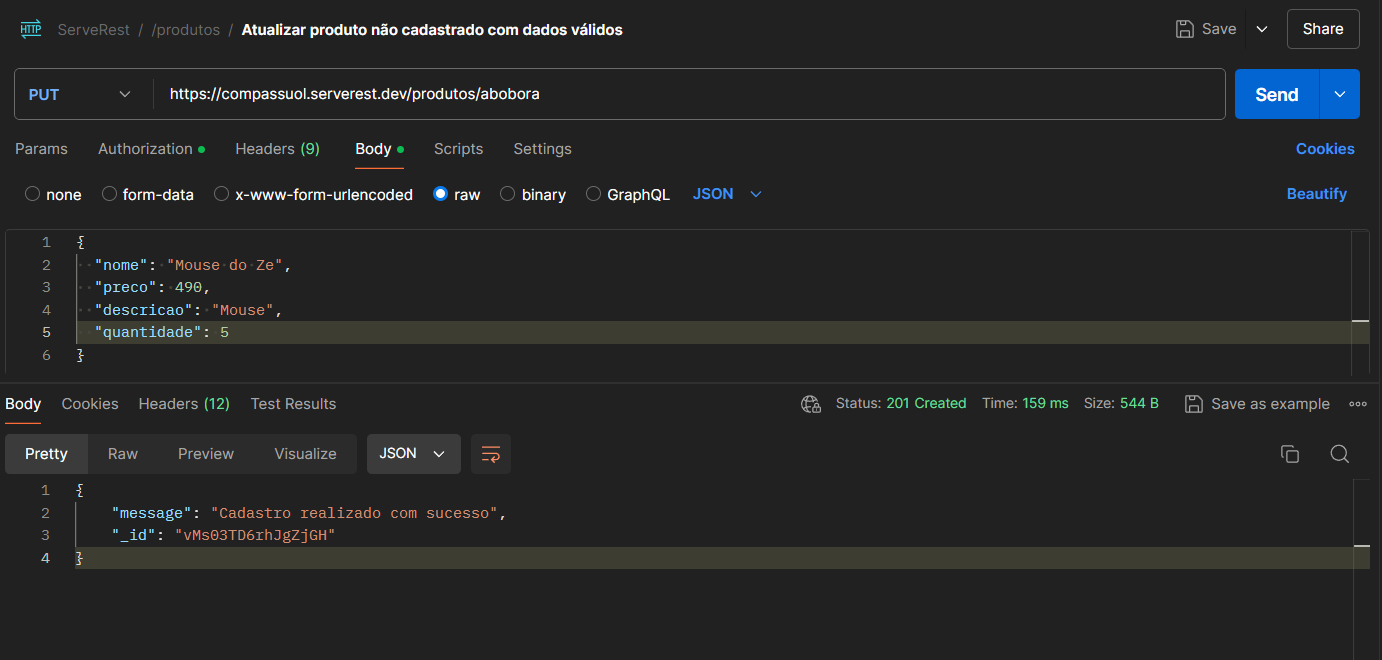 HTTP ServeRest / /produtos / Atualizar produto não cadastrado com dados válidos Save Share
PUT https://compassuol.serverest.dev/produtos/abobora Send
Params Authorization Headers (9) Body Scripts Settings Cookies
none form-data x-www-form-urlencoded raw binary GraphQL JSON Beautify
1 {
2 "nome": "Mouse do Ze",
3 "preco": 490,
4 "descricao": "Mouse",
5 "quantidade": 5
6 }
Body Cookies Headers (12) Test Results Status: 201 Created Time: 159 ms Size: 544 B Save as example
Pretty Raw Preview Visualize JSON
1 {
2 "message": "Cadastro realizado com sucesso",
3 "_id": "vMs03TD6rhJgZjGH"
4 }